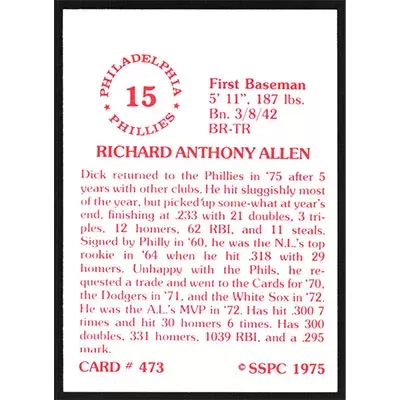 PHILADELPHIA
15
PHILLIES
First Baseman
5' 11", 187 lbs.
Bn. 3/8/42
BR-TR
RICHARD ANTHONY ALLEN
Dick returned to the Phillies in '75 after 5
years with other clubs. He hit sluggishly most
of the year, but picked up some-what at year's
end, finishing at .233 with 21 doubles, 3 tri-
ples, 12 homers, 62 RBI, and 11 steals.
Signed by Philly in '60, he was the N.L.'s top
rookie in '64 when he hit .318 with 29
homers. Unhappy with the Phils, he re-
quested a trade and went to the Cards for '70,
the Dodgers in '71, and the White Sox in '72.
He was the A.L.'s MVP in '72. Has hit .300 7
times and hit 30 homers 6 times. Has 300
doubles, 331 homers, 1039 RBI, and a .295
mark.
CARD # 473
© SSPC 1975